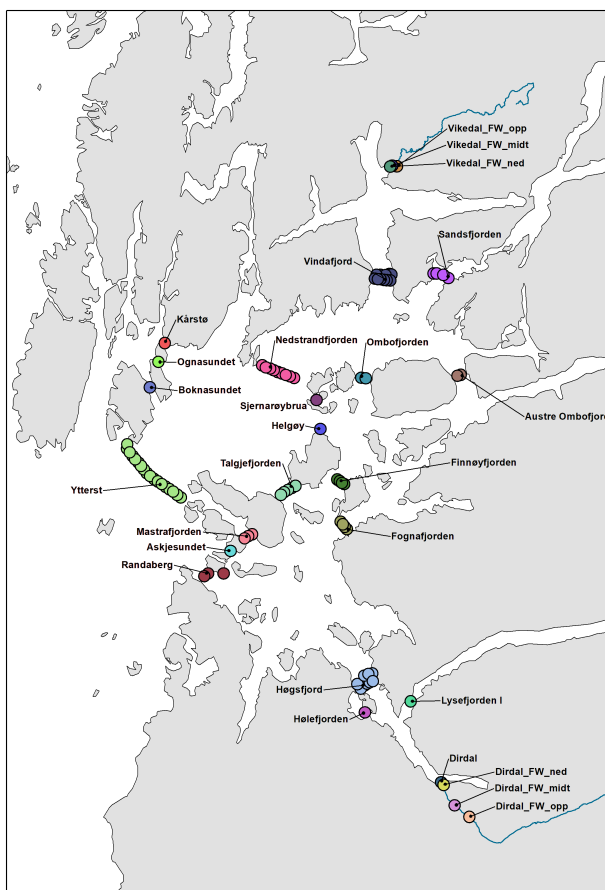 Vikedal_FW_opp
Vikedal_FW_midt
Vikedal_FW_ned
Sandsfjorden
Vindafjord
Kårstø
Nedstrandfjorden
Ombofjorden
Ognasundet
Boknasundet
Sjernarøybrua
Austre Ombofjord
Helgøy
Talgjefjorden
Finnøyfjorden
Ytterst
Mastrafjorden
Fognafjorden
Askjesundet
Randaberg
Høgsfjord
Lysefjorden I
Hølefjorden
Dirdal
Dirdal_FW_ned
Dirdal_FW_midt
Dirdal_FW_opp